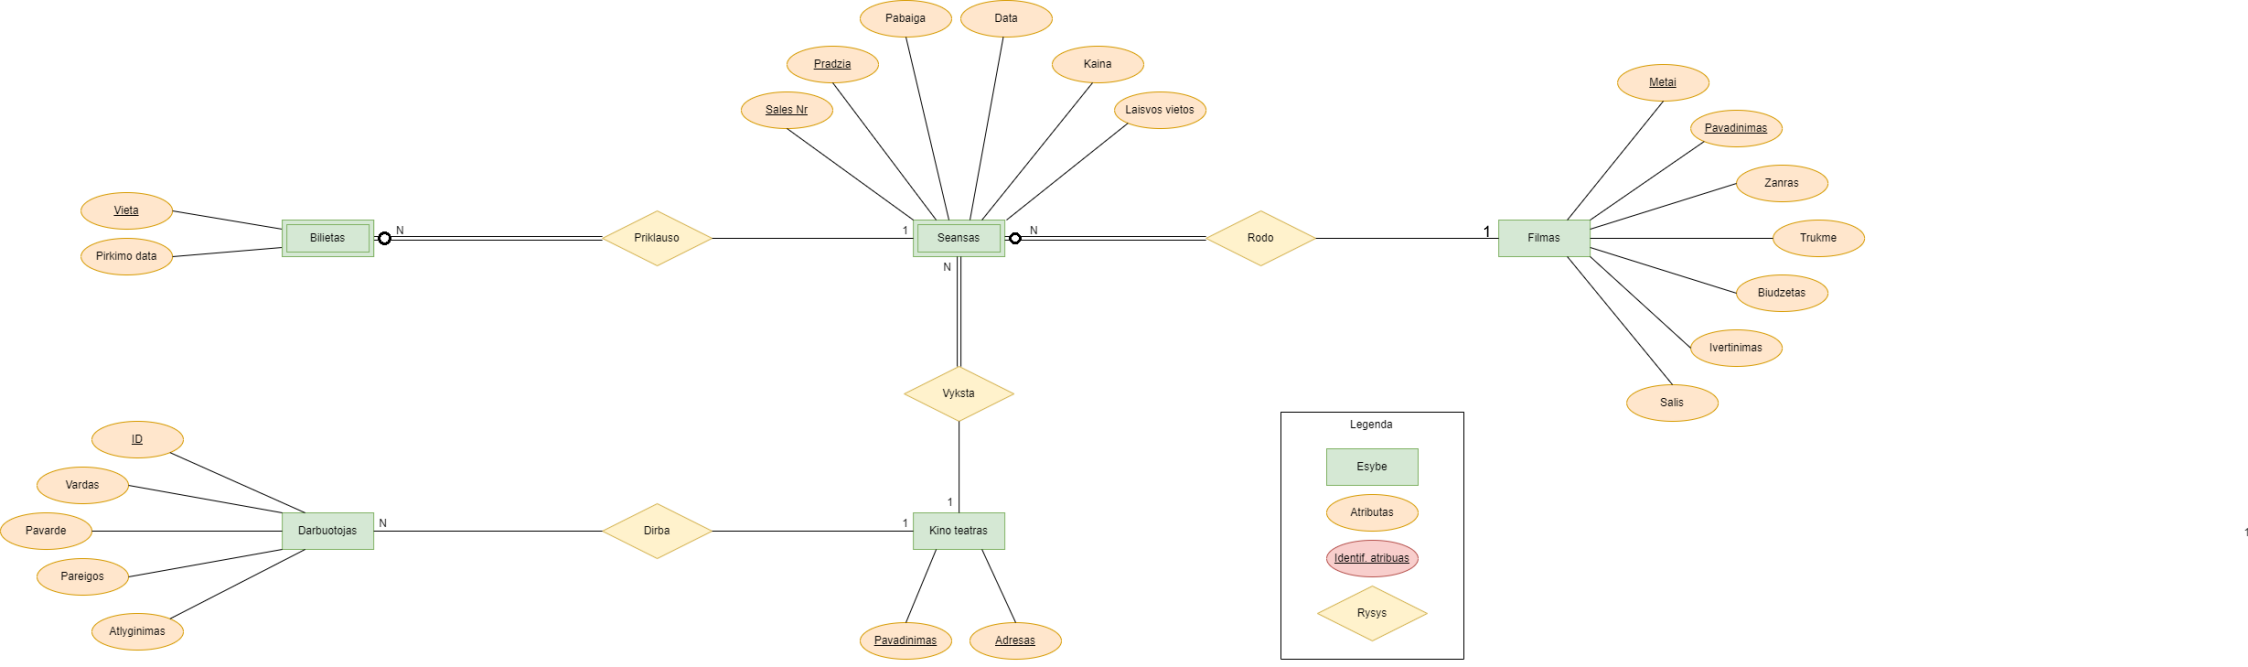 Pabaiga
Data
Pradzia
Kaina
Metai
Sales Nr
Laisvos vietos
Pavadinimas
Zanras
Vieta
N
1
N
1
Bilietas
Priklauso
Seansas
Rodo
Filmas
Trukme
Pirkimo data
N
Biudzetas
Ivertinimas
Vyksta
Salis
Legenda
ID
Esybe
Vardas
1
Atributas
N
1
Pavarde
Darbuotojas
Dirba
Kino teatras
1
Identif. atribuas
Pareigos
Rysys
Atlyginimas
Pavadinimas
Adresas